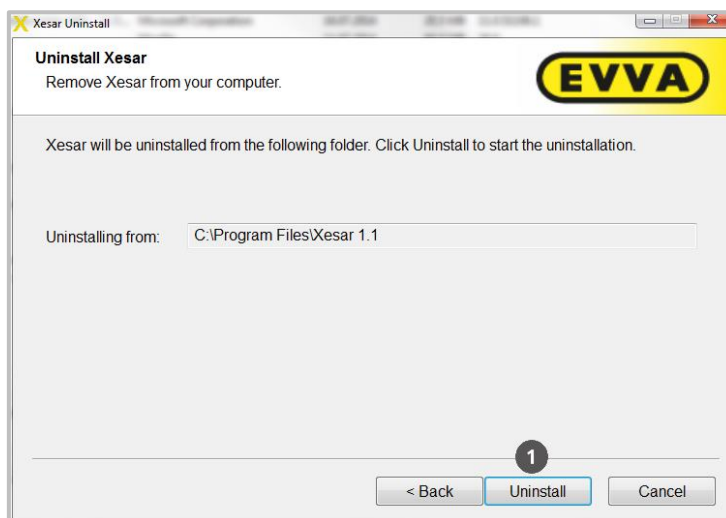 Xesar Uninstall
Uninstall Xesar
Remove Xesar from your computer.
EVVA
Xesar will be uninstalled from the following folder. Click Uninstall to start the uninstallation.
Uninstalling from: C:\Program Files\Xesar 1.1
1
< Back Uninstall Cancel